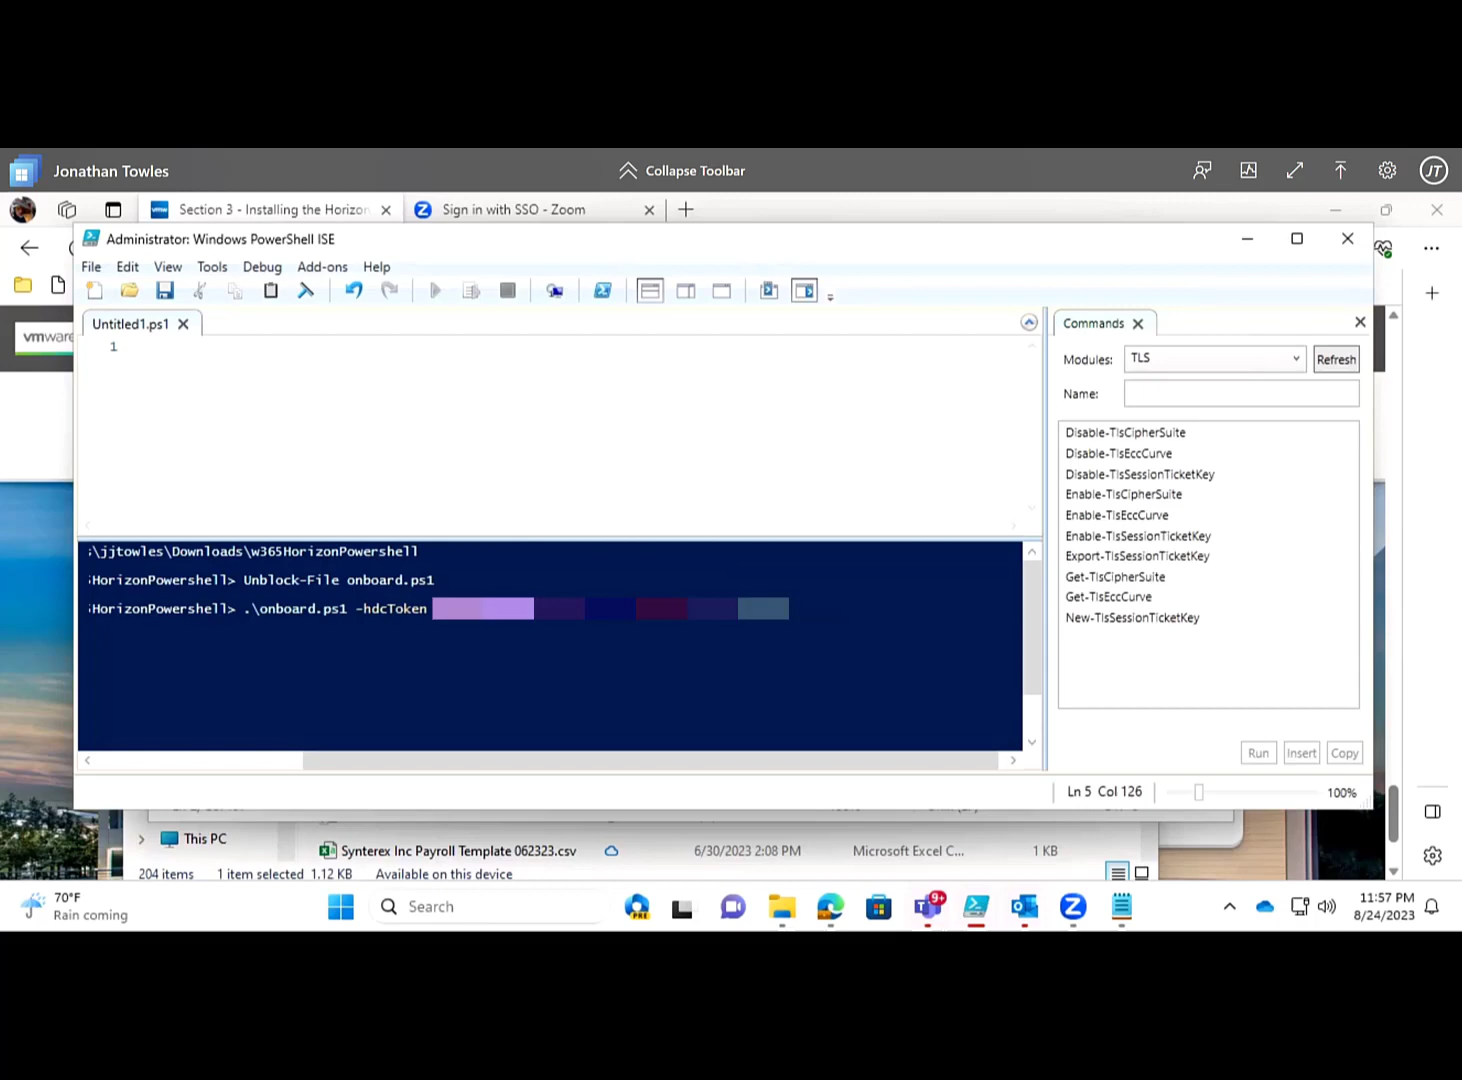 Jonathan Towles
Collapse Toolbar
JT
Section 3 - Installing the Horizon
Sign in with SSO - Zoom
Administrator: Windows PowerShell ISE
File Edit View Tools Debug Add-ons Help
Untitled1.ps1
Commands
1
Modules: TLS Refresh
Name:
vmware
Disable-TlsCipherSuite
Disable-TlsEccCurve
Disable-TlsSessionTicketKey
Enable-TlsCipherSuite
Enable-TlsEccCurve
Enable-TlsSessionTicketKey
Export-TlsSessionTicketKey
Get-TlsCipherSuite
Get-TlsEccCurve
New-TlsSessionTicketKey
:\jjtowles\Downloads\w365HorizonPowershell
HorizonPowershell> Unblock-File onboard.ps1
HorizonPowershell> .\onboard.ps1 -hdcToken
Run Insert Copy
Ln 5 Col 126 100%
This PC
Synterex Inc Payroll Template 062323.csv 6/30/2023 2:08 PM Microsoft Excel C... 1 KB
204 items 1 item selected 1.12 KB Available on this device
70°F
Rain coming
Search
PRE
9+
11:57 PM
8/24/2023